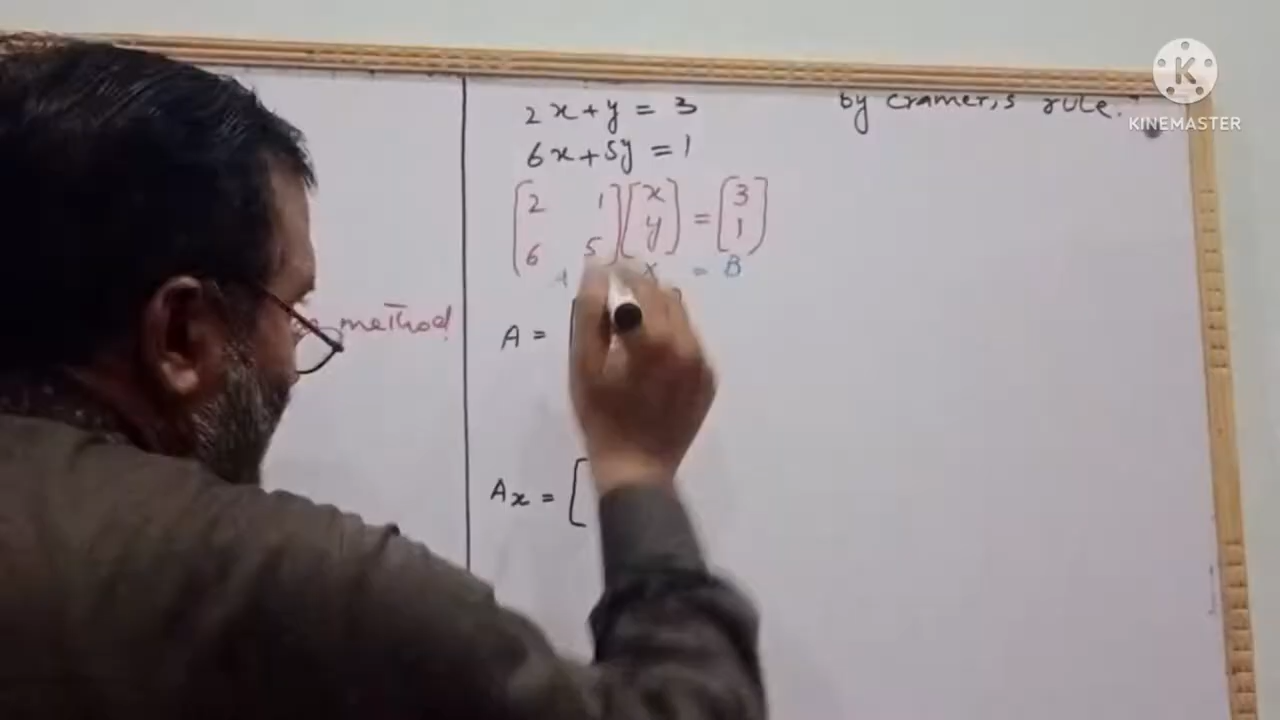 2x + y = 3
by cramer,s rule.
6x + 5y = 1
[2 1] [x] = [3]
[6 5] [y] [1]
x = B
method
A = [
Ax = [
K
KINEMASTER